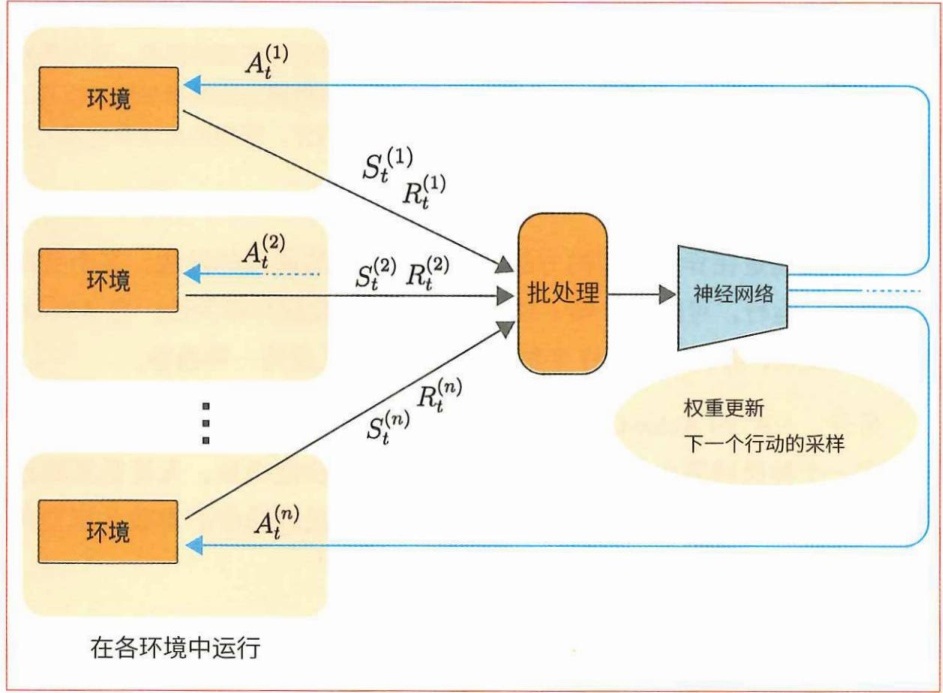 A_t^{(1)}
环境
S_t^{(1)}
R_t^{(1)}
A_t^{(2)}
环境
S_t^{(2)} R_t^{(2)}
批处理
神经网络
权重更新
下一个行动的采样
R_t^{(n)}
S_t^{(n)}
A_t^{(n)}
环境
在各环境中运行